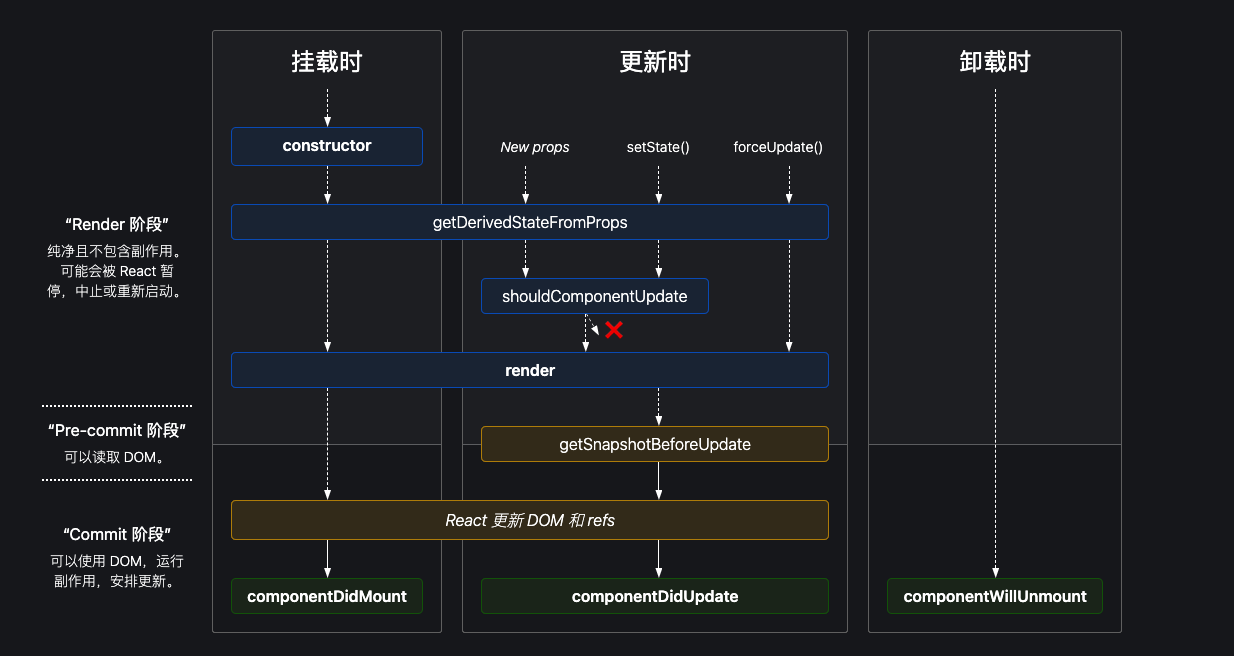 挂载时
更新时
卸载时
constructor
New props
setState()
forceUpdate()
“Render 阶段”
纯净且不包含副作用。
可能会被 React 暂
停，中止或重新启动。
getDerivedStateFromProps
shouldComponentUpdate
render
“Pre-commit 阶段”
可以读取 DOM。
getSnapshotBeforeUpdate
“Commit 阶段”
可以使用 DOM，运行
副作用，安排更新。
React 更新 DOM 和 refs
componentDidMount
componentDidUpdate
componentWillUnmount